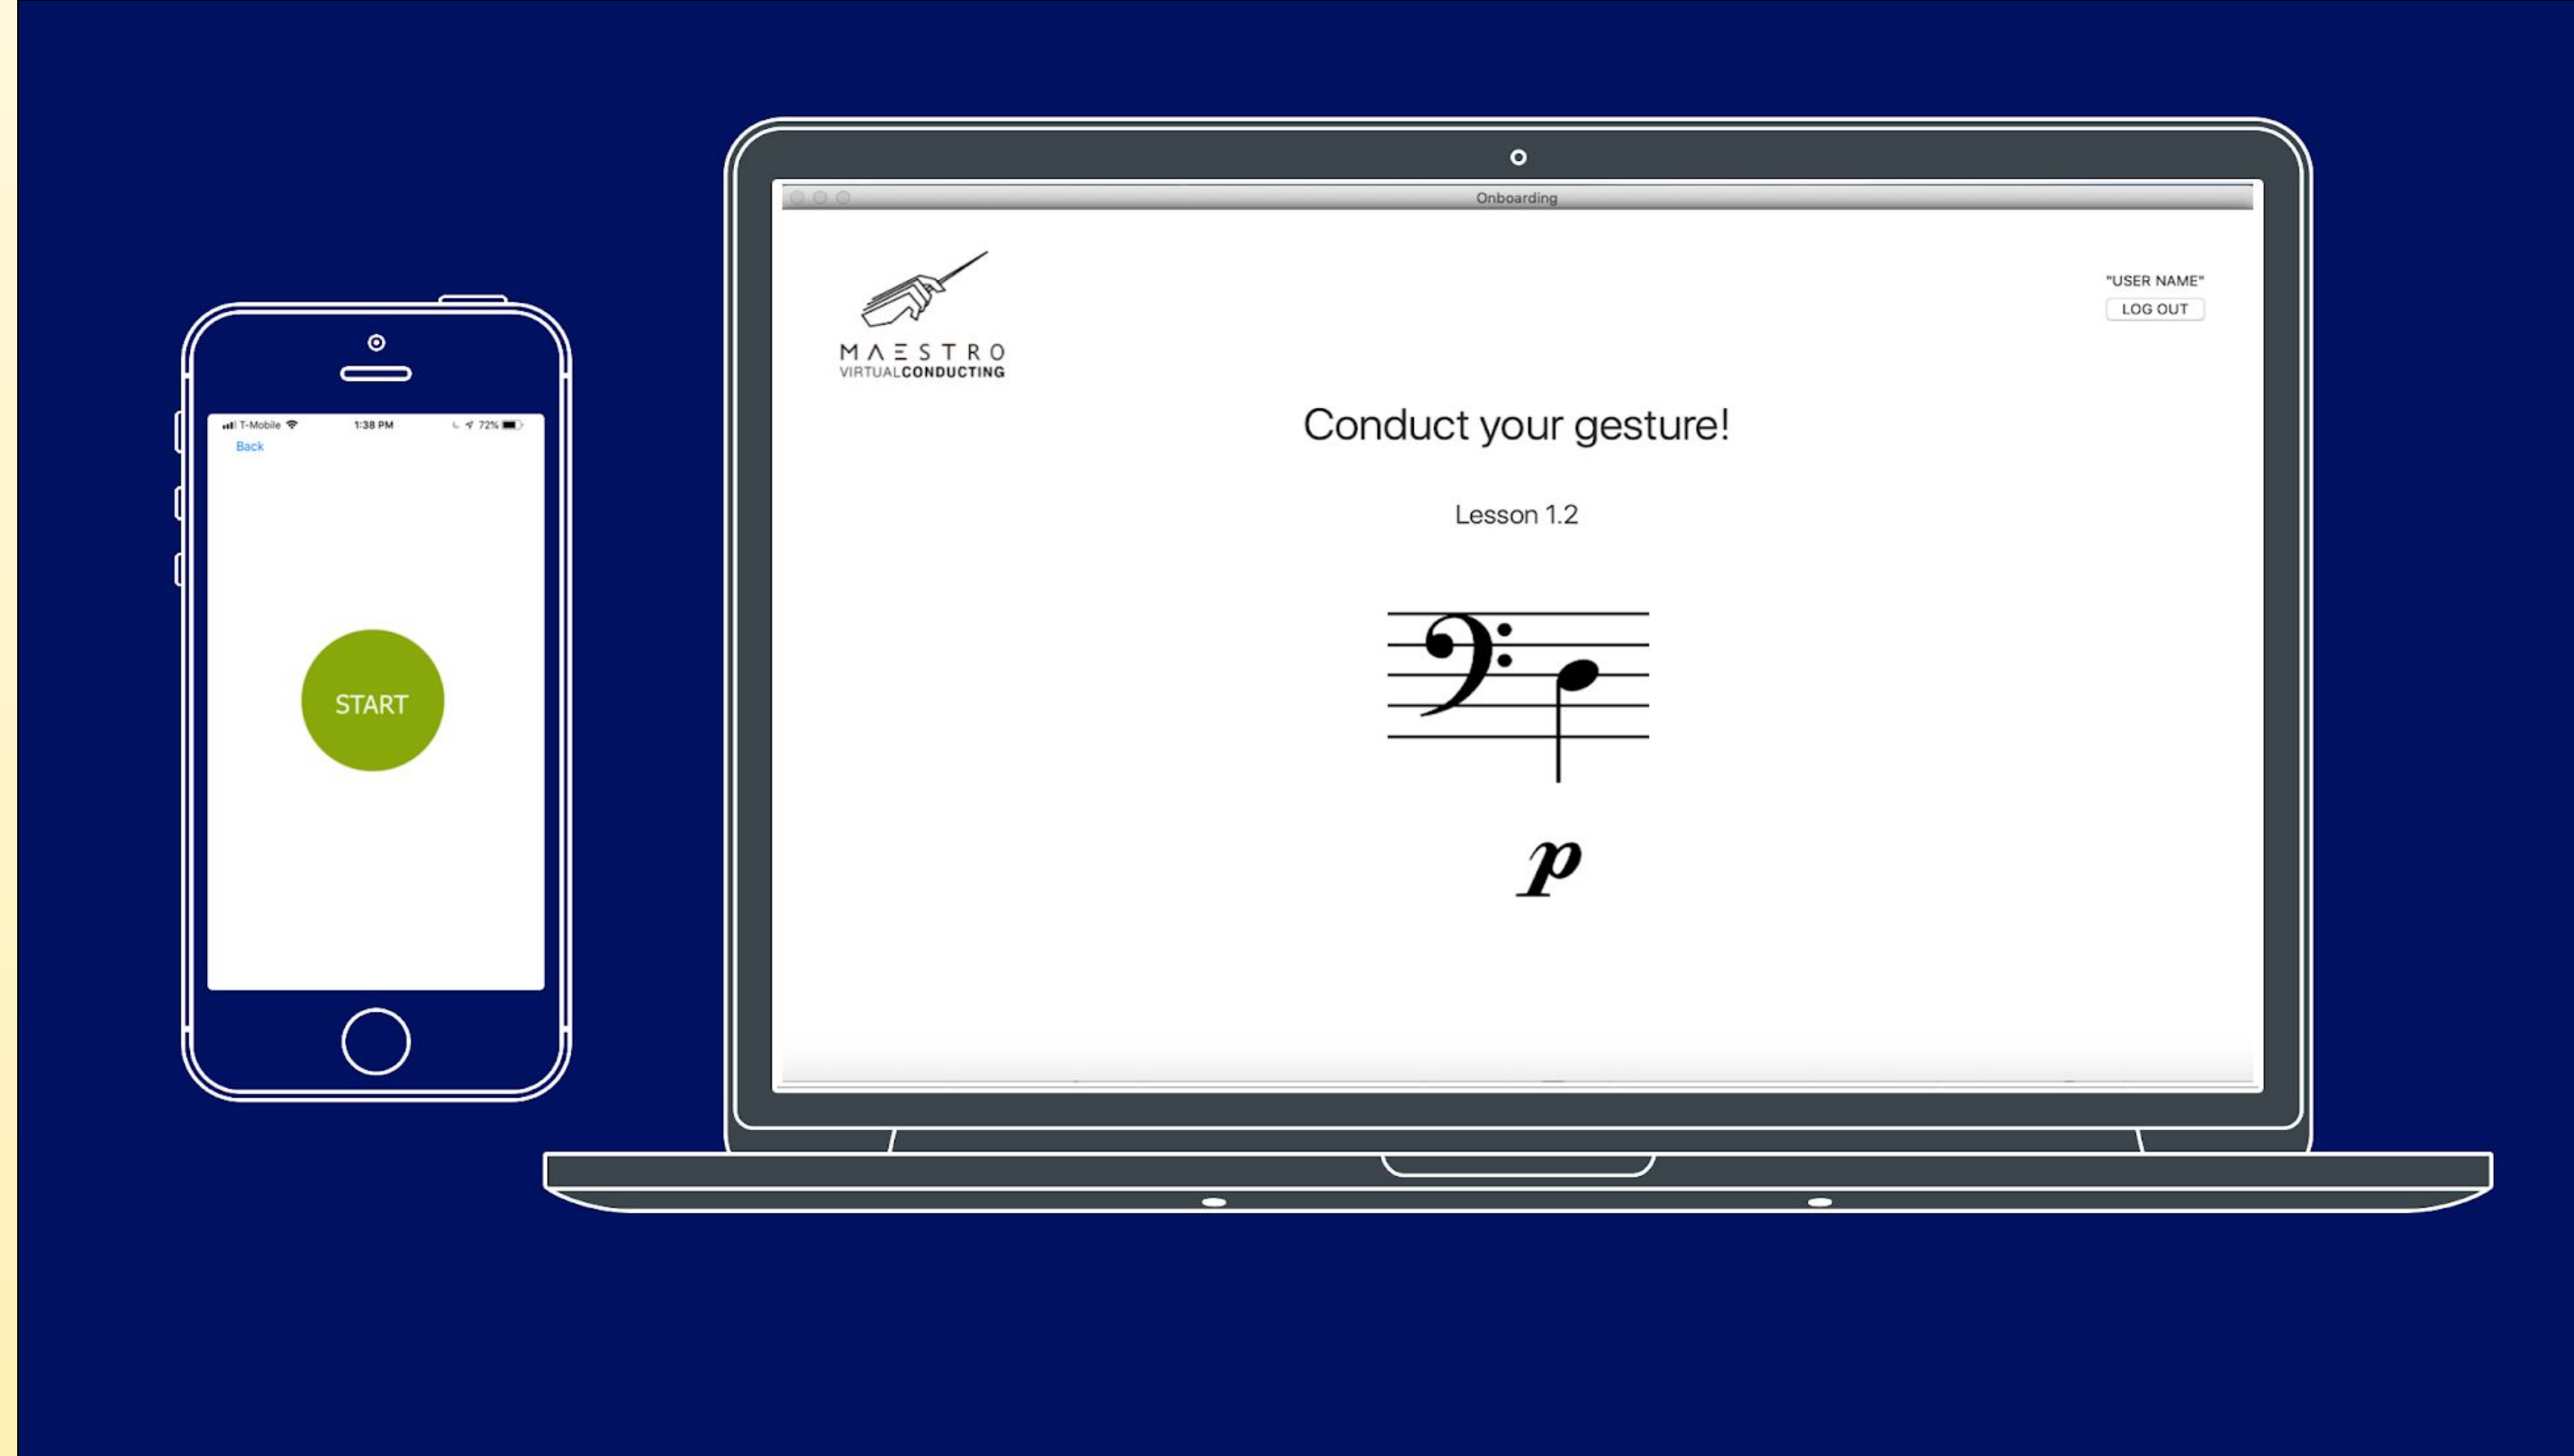 T-Mobile 1:38 PM 72%
Back
START
Onboarding
MAESTRO
VIRTUALCONDUCTING
"USER NAME"
LOG OUT
Conduct your gesture!
Lesson 1.2
p